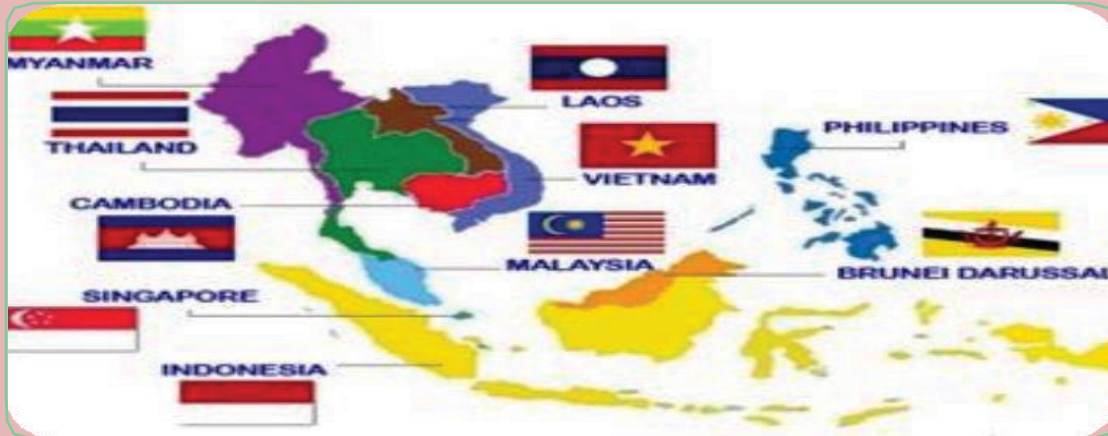 MYANMAR
LAOS
THAILAND
PHILIPPINES
VIETNAM
CAMBODIA
MALAYSIA
BRUNEI DARUSSAL
SINGAPORE
INDONESIA